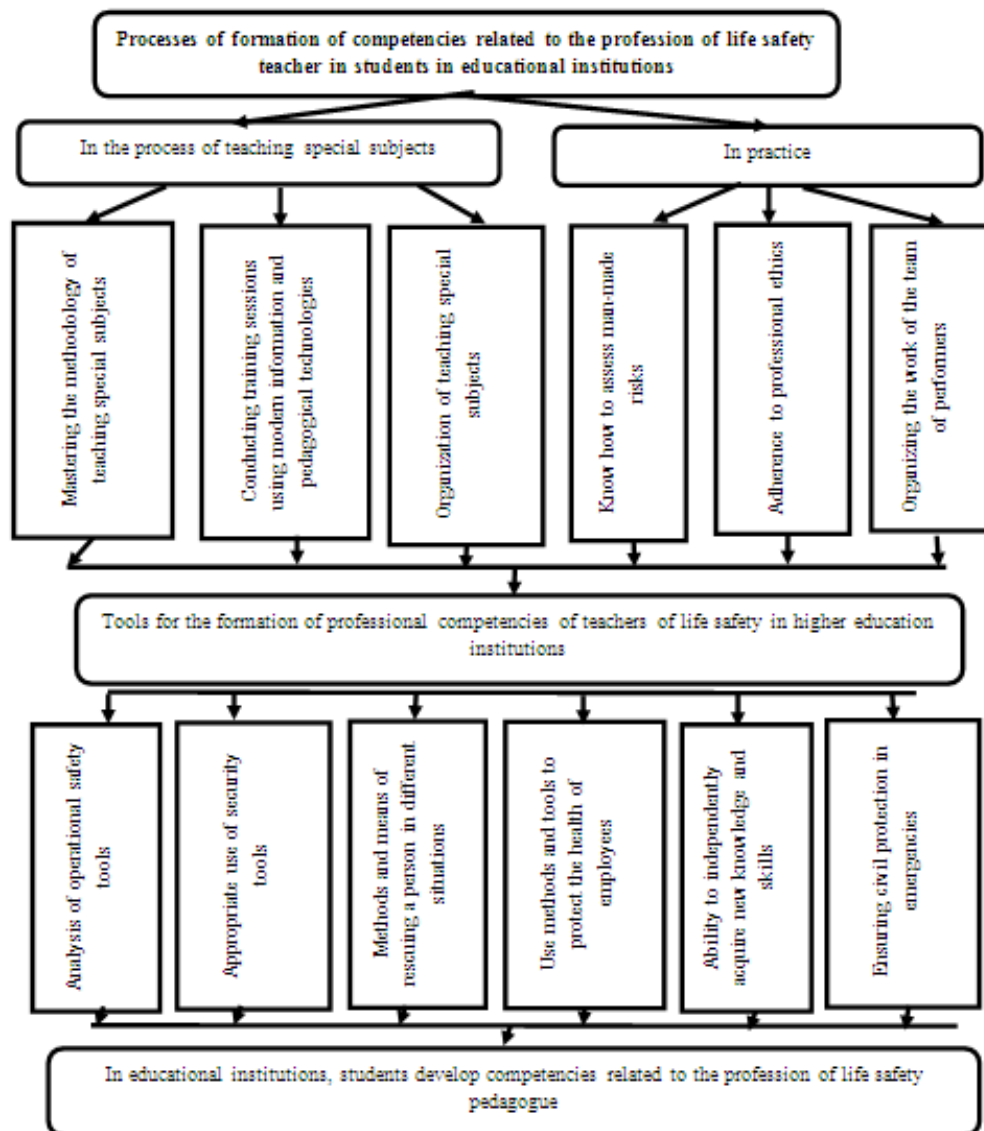 Processes of formation of competencies related to the profession of life safety
teacher in students in educational institutions
In the process of teaching special subjects
In practice
Mastering the methodology of
teaching special subjects
Conducting training sessions
using modern information and
pedagogical technologies
Organization of teaching special
subjects
Know how to assess man-made
risks
Adherence to professional ethics
Organizing the work of the team
of performers
Tools for the formation of professional competencies of teachers of life safety in higher education
institutions
Analysis of operational safety
tools
Appropriate use of security
tools
Methods and means of
rescuing a person in different
situations
Use methods and tools to
protect the health of
employees
Ability to independently
acquire new knowledge and
skills
Ensuring civil protection in
emergencies
In educational institutions, students develop competencies related to the profession of life safety
pedagogue